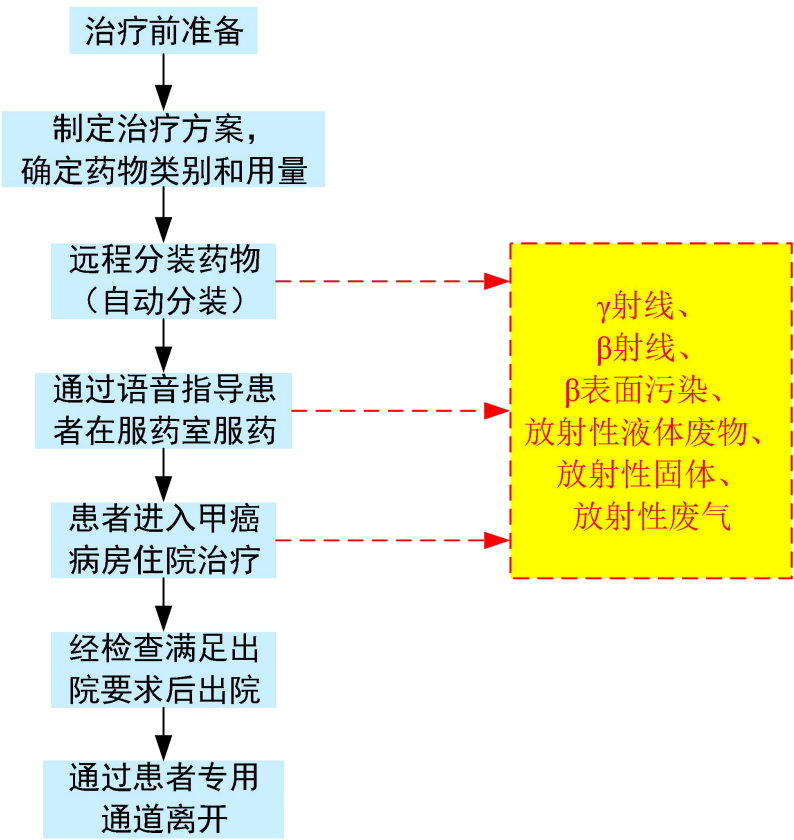 治疗前准备
制定治疗方案，
确定药物类别和用量
远程分装药物
（自动分装）
通过语音指导患
者在服药室服药
患者进入甲癌
病房住院治疗
经检查满足出
院要求后出院
通过患者专用
通道离开
γ射线、
β射线、
β表面污染、
放射性液体废物、
放射性固体、
放射性废气